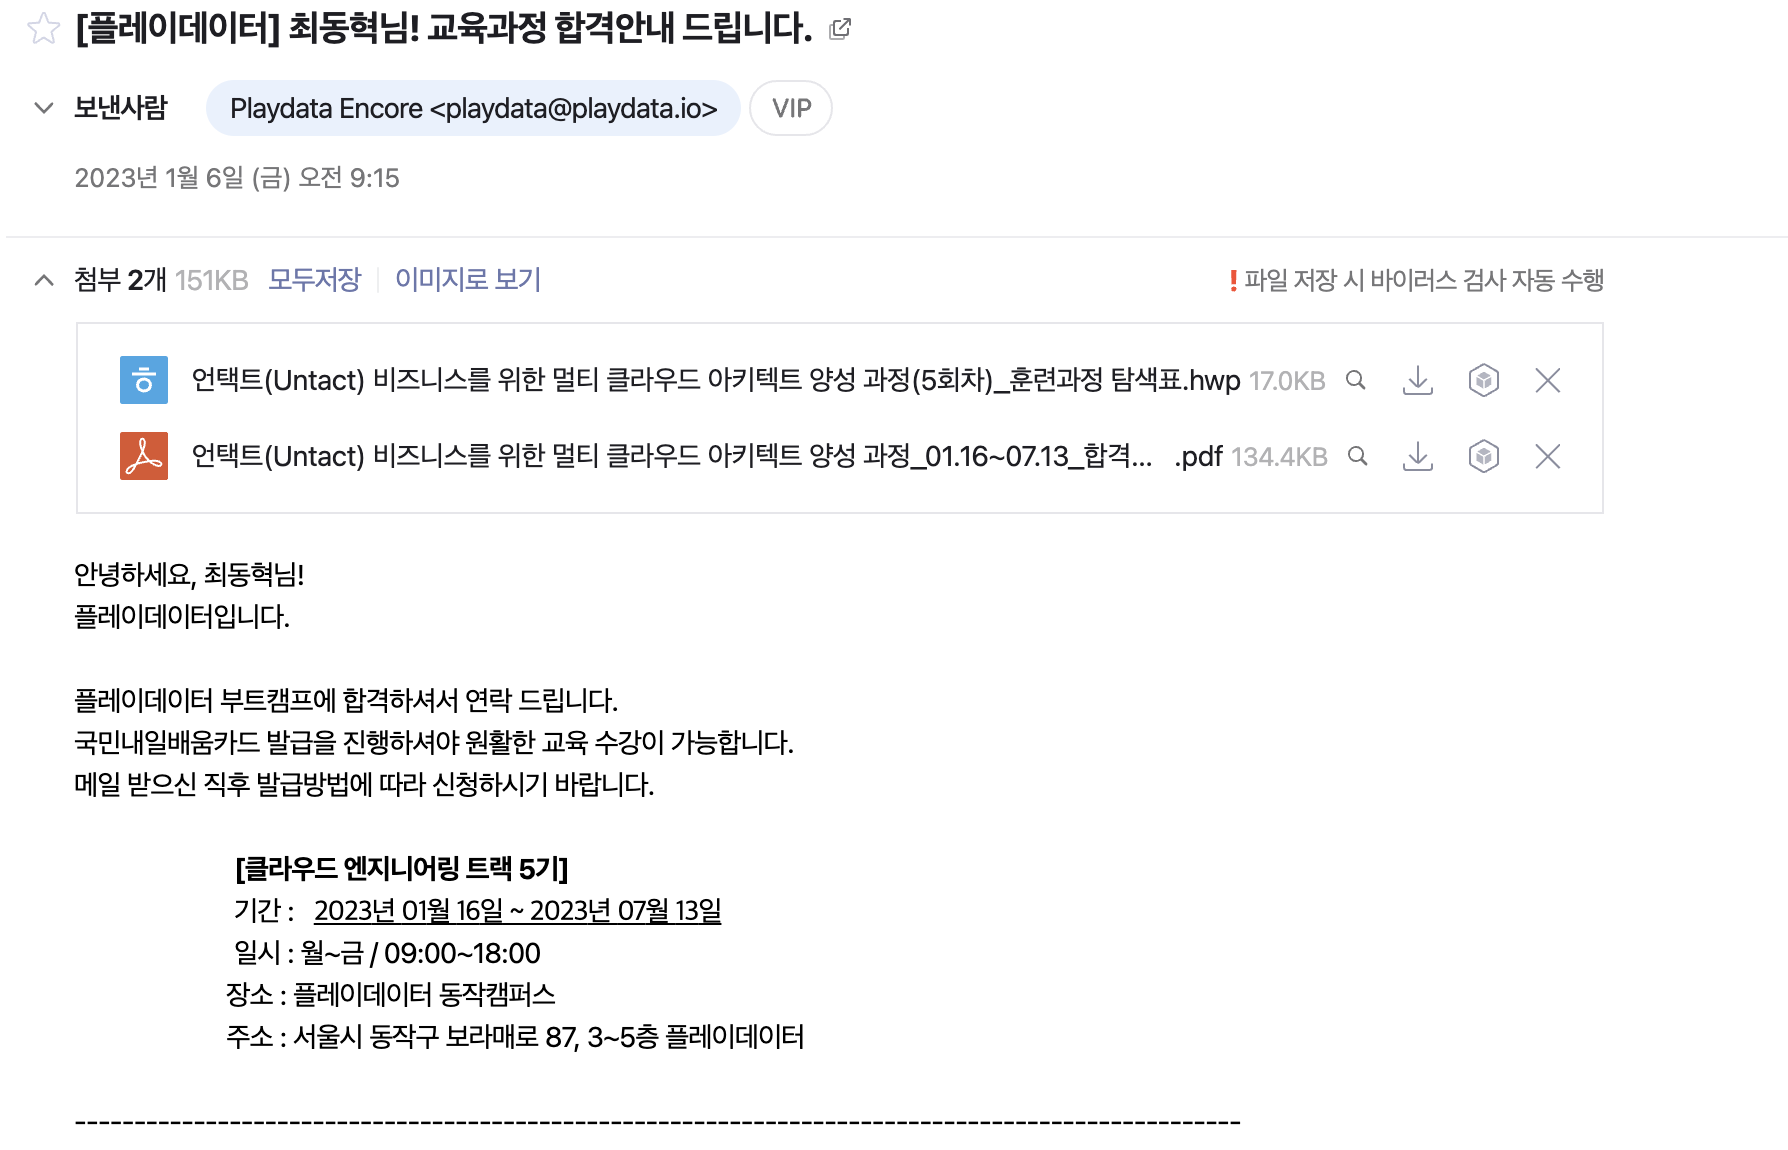 [플레이데이터] 최동혁님! 교육과정 합격안내 드립니다.
보낸사람 Playdata Encore <playdata@playdata.io> VIP
2023년 1월 6일 (금) 오전 9:15
첨부 2개 151KB 모두저장 이미지로 보기 ! 파일 저장 시 바이러스 검사 자동 수행
ㅎ 언택트(Untact) 비즈니스를 위한 멀티 클라우드 아키텍트 양성 과정(5회차)_훈련과정 탐색표.hwp 17.0KB
언택트(Untact) 비즈니스를 위한 멀티 클라우드 아키텍트 양성 과정_01.16~07.13_합격... .pdf 134.4KB
안녕하세요, 최동혁님!
플레이데이터입니다.
플레이데이터 부트캠프에 합격하셔서 연락 드립니다.
국민내일배움카드 발급을 진행하셔야 원활한 교육 수강이 가능합니다.
메일 받으신 직후 발급방법에 따라 신청하시기 바랍니다.
[클라우드 엔지니어링 트랙 5기]
기간 : 2023년 01월 16일 ~ 2023년 07월 13일
일시 : 월~금 / 09:00~18:00
장소 : 플레이데이터 동작캠퍼스
주소 : 서울시 동작구 보라매로 87, 3~5층 플레이데이터